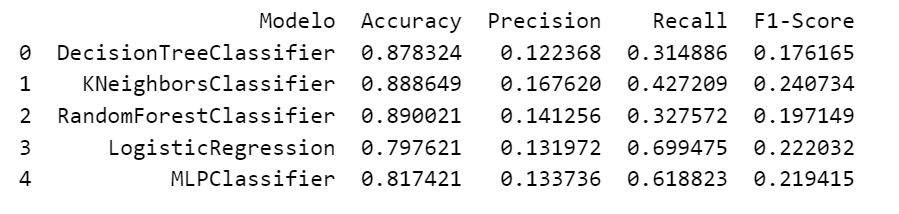 Modelo Accuracy Precision Recall F1-Score
0 DecisionTreeClassifier 0.878324 0.122368 0.314886 0.176165
1 KNeighborsClassifier 0.888649 0.167620 0.427209 0.240734
2 RandomForestClassifier 0.890021 0.141256 0.327572 0.197149
3 LogisticRegression 0.797621 0.131972 0.699475 0.222032
4 MLPClassifier 0.817421 0.133736 0.618823 0.219415